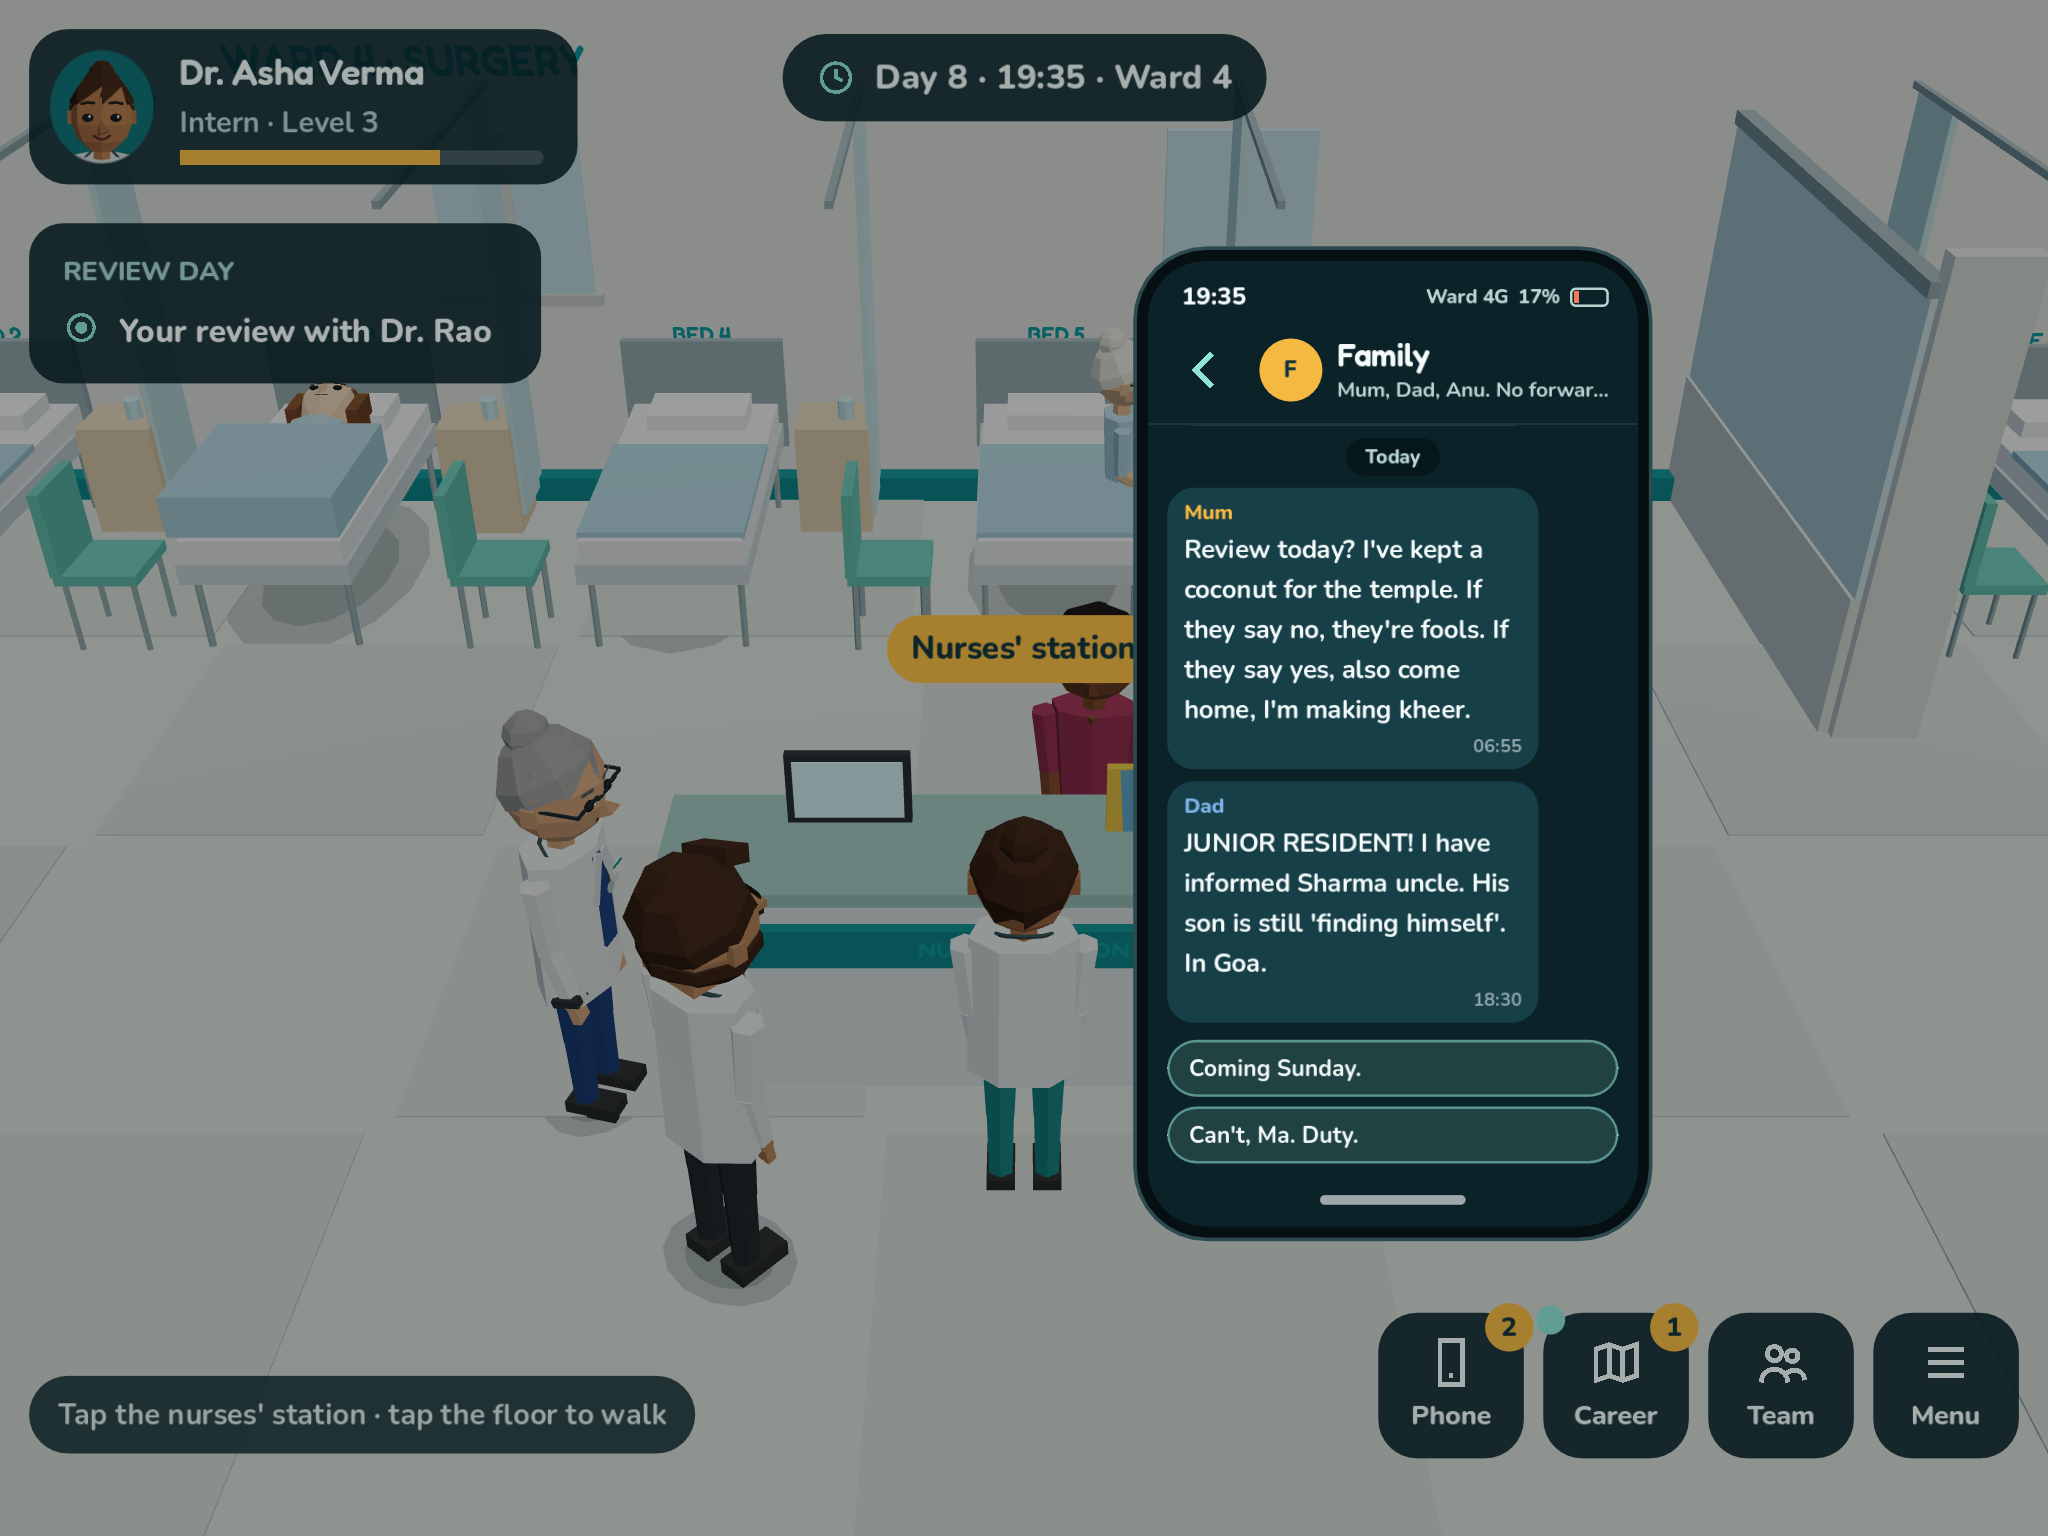 WARD 4 · SURGERY
Dr. Asha Verma
Intern · Level 3
Day 8 · 19:35 · Ward 4
REVIEW DAY
Your review with Dr. Rao
BED 4
BED 5
Nurses' station
19:35
Ward 4G 17%
F
Family
Mum, Dad, Anu. No forwar...
Today
Mum
Review today? I've kept a
coconut for the temple. If
they say no, they're fools. If
they say yes, also come
home, I'm making kheer.
06:55
Dad
JUNIOR RESIDENT! I have
informed Sharma uncle. His
son is still 'finding himself'.
In Goa.
18:30
Coming Sunday.
Can't, Ma. Duty.
Tap the nurses' station · tap the floor to walk
2
Phone
1
Career
Team
Menu